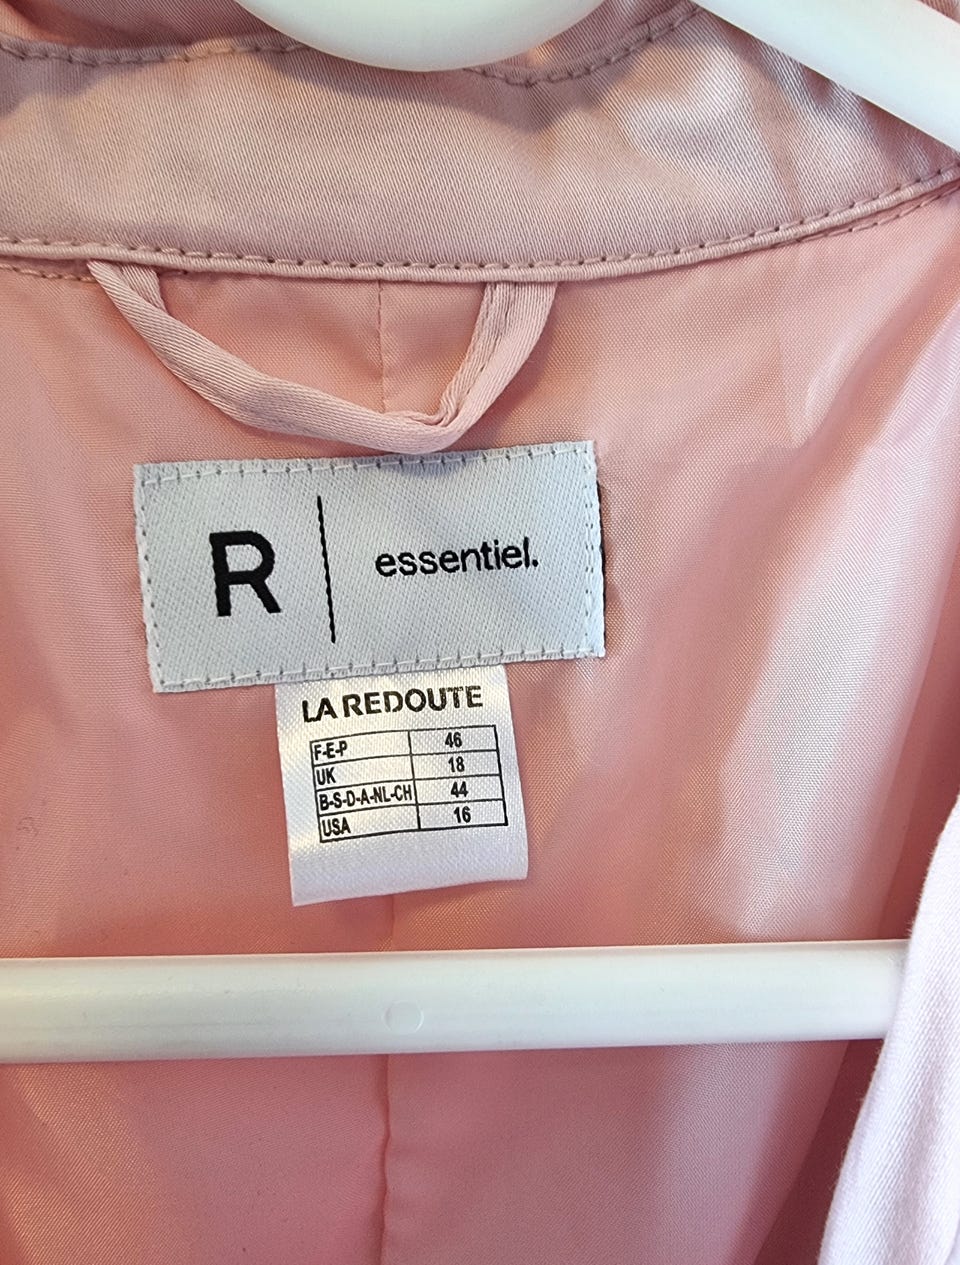 R | essentiel.
LA REDOUTE
F-E-P 46
UK 18
B-S-D-A-NL-CH 44
USA 16